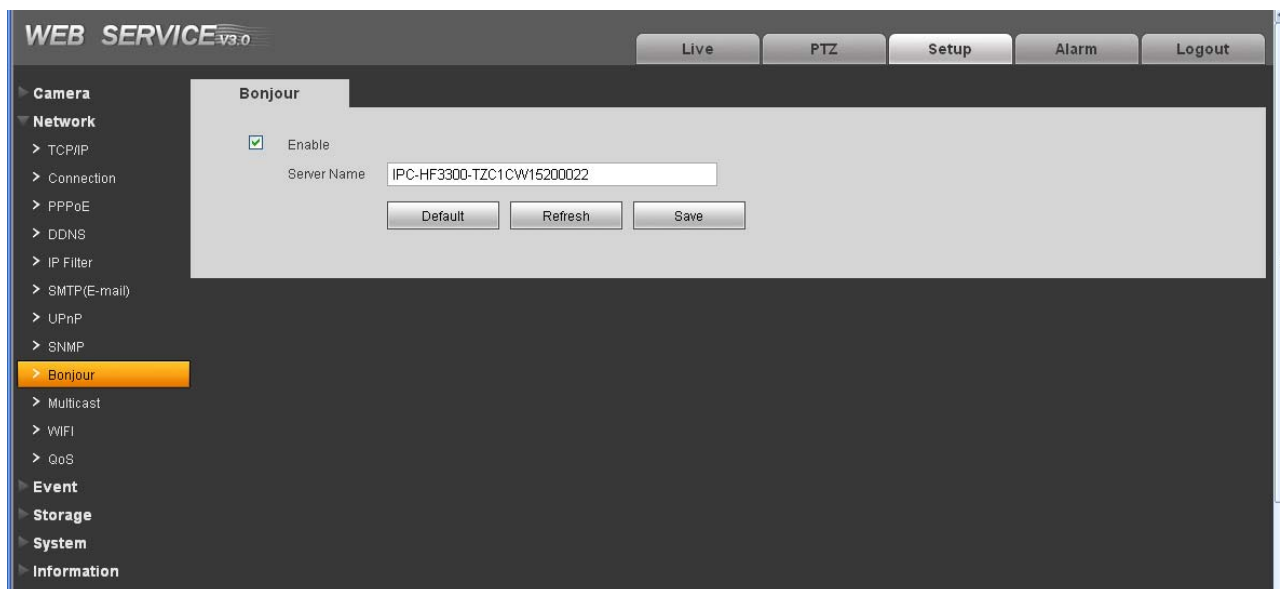 WEB SERVICE V3.0
Live PTZ Setup Alarm Logout
Camera
Network
> TCP/IP
> Connection
> PPPoE
> DDNS
> IP Filter
> SMTP(E-mail)
> UPnP
> SNMP
> Bonjour
> Multicast
> WIFI
> QoS
Event
Storage
System
Information
Bonjour
Enable
Server Name IPC-HF3300-TZC1CW15200022
Default Refresh Save